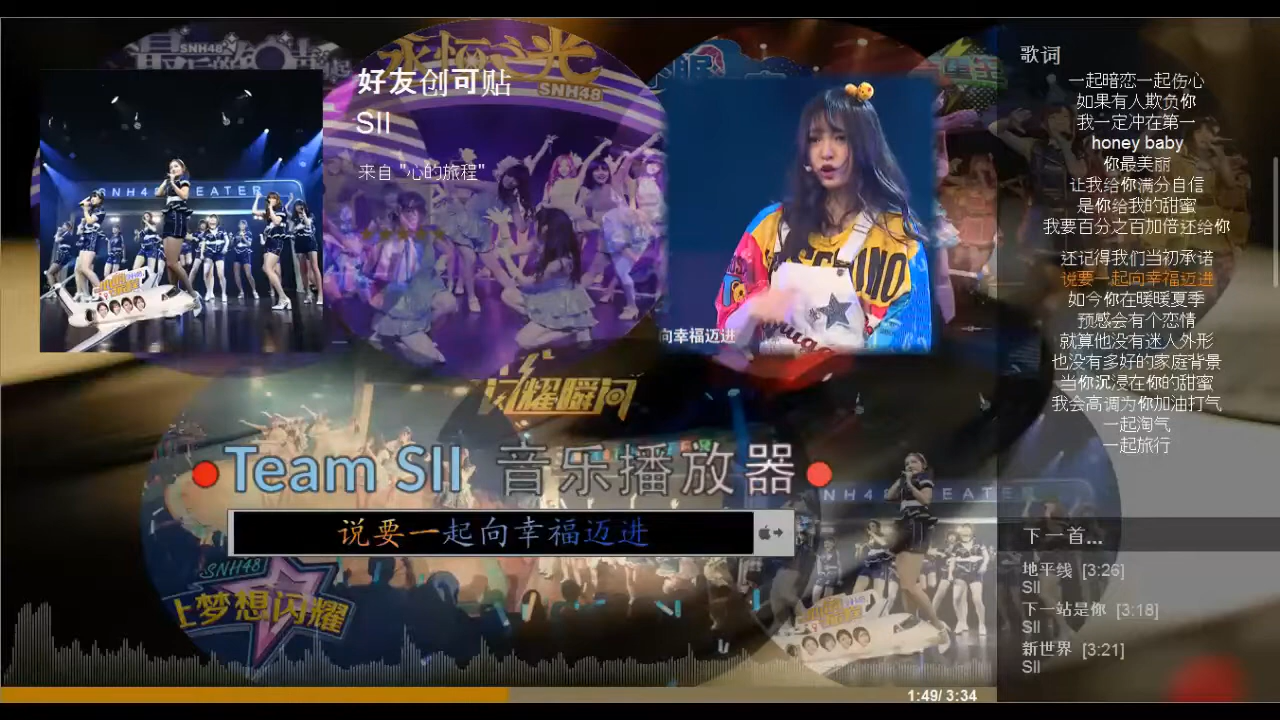 SNH48
最后的
永恒之光
SNH48
好友创可贴
SII
来自 "心的旅程"
SNH48 THEATER
MOSCHINO
向幸福迈进
歌词
一起暗恋一起伤心
如果有人欺负你
我一定冲在第一
honey baby
你最美丽
让我给你满分自信
是你给我的甜蜜
我要百分之百加倍还给你
还记得我们当初承诺
说要一起向幸福迈进
如今你在暖暖夏季
预感会有个恋情
就算他没有迷人外形
也没有多好的家庭背景
当你沉浸在你的甜蜜
我会高调为你加油打气
一起淘气
一起旅行
闪耀瞬间
Team SII 音乐播放器
说要一起向幸福迈进
NH48 THEATER
SNH48
上梦想闪耀
下一首...
地平线 [3:26]
SII
下一站是你 [3:18]
SII
新世界 [3:21]
SII
1:49/ 3:34